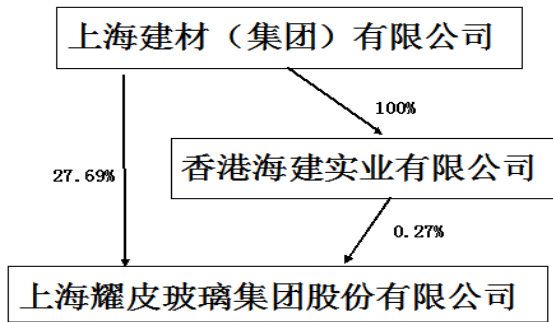 上海建材（集团）有限公司
100%
香港海建实业有限公司
27.69%
0.27%
上海耀皮玻璃集团股份有限公司